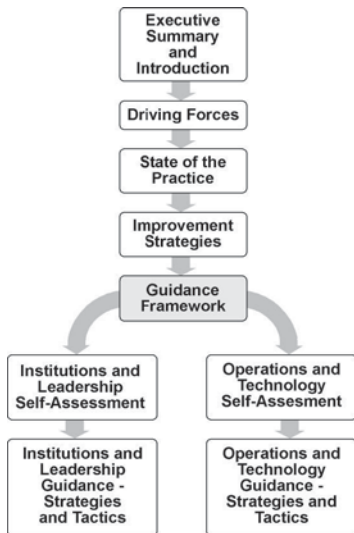 Executive
Summary
and
Introduction
Driving Forces
State of the
Practice
Improvement
Strategies
Guidance
Framework
Institutions and
Leadership
Self-Assessment
Operations and
Technology
Self-Assesment
Institutions and
Leadership
Guidance -
Strategies
and Tactics
Operations and
Technology
Guidance -
Strategies and
Tactics